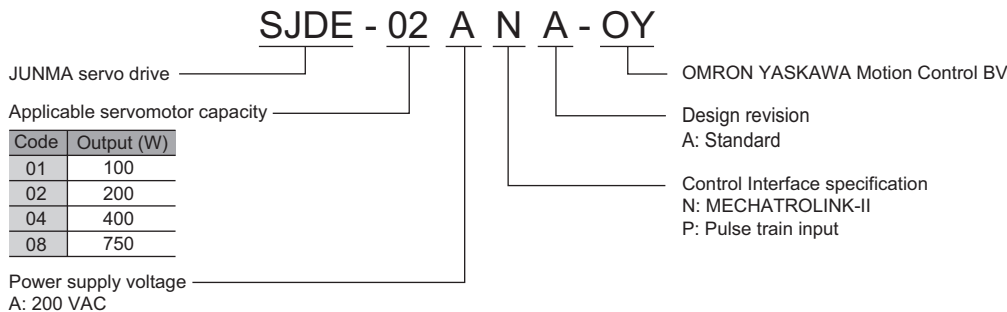 SJDE - 02 A N A - OY
JUNMA servo drive
Applicable servomotor capacity
Code Output (W)
01 100
02 200
04 400
08 750
Power supply voltage
A: 200 VAC
OMRON YASKAWA Motion Control BV
Design revision
A: Standard
Control Interface specification
N: MECHATROLINK-II
P: Pulse train input